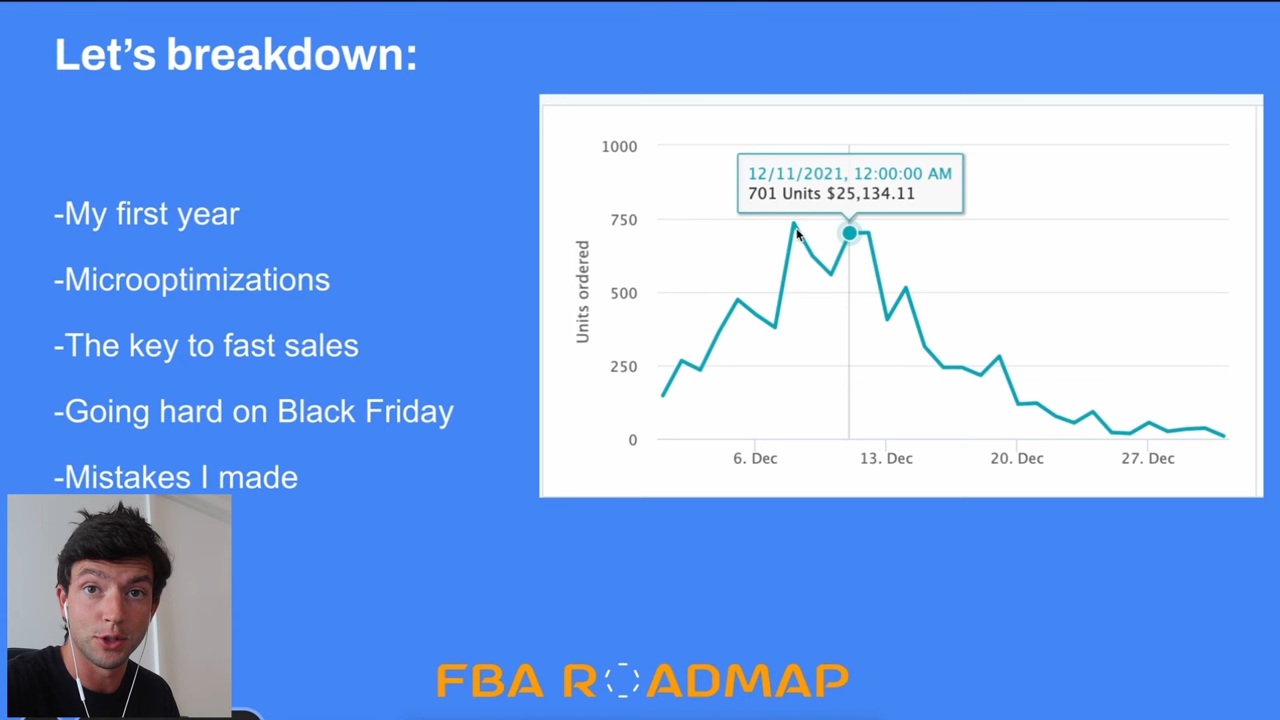 Let's breakdown:
-My first year
-Microoptimizations
-The key to fast sales
-Going hard on Black Friday
-Mistakes I made
1000
12/11/2021, 12:00:00 AM
701 Units $25,134.11
750
500
250
0
Units ordered
6. Dec
13. Dec
20. Dec
27. Dec
FBA ROADMAP